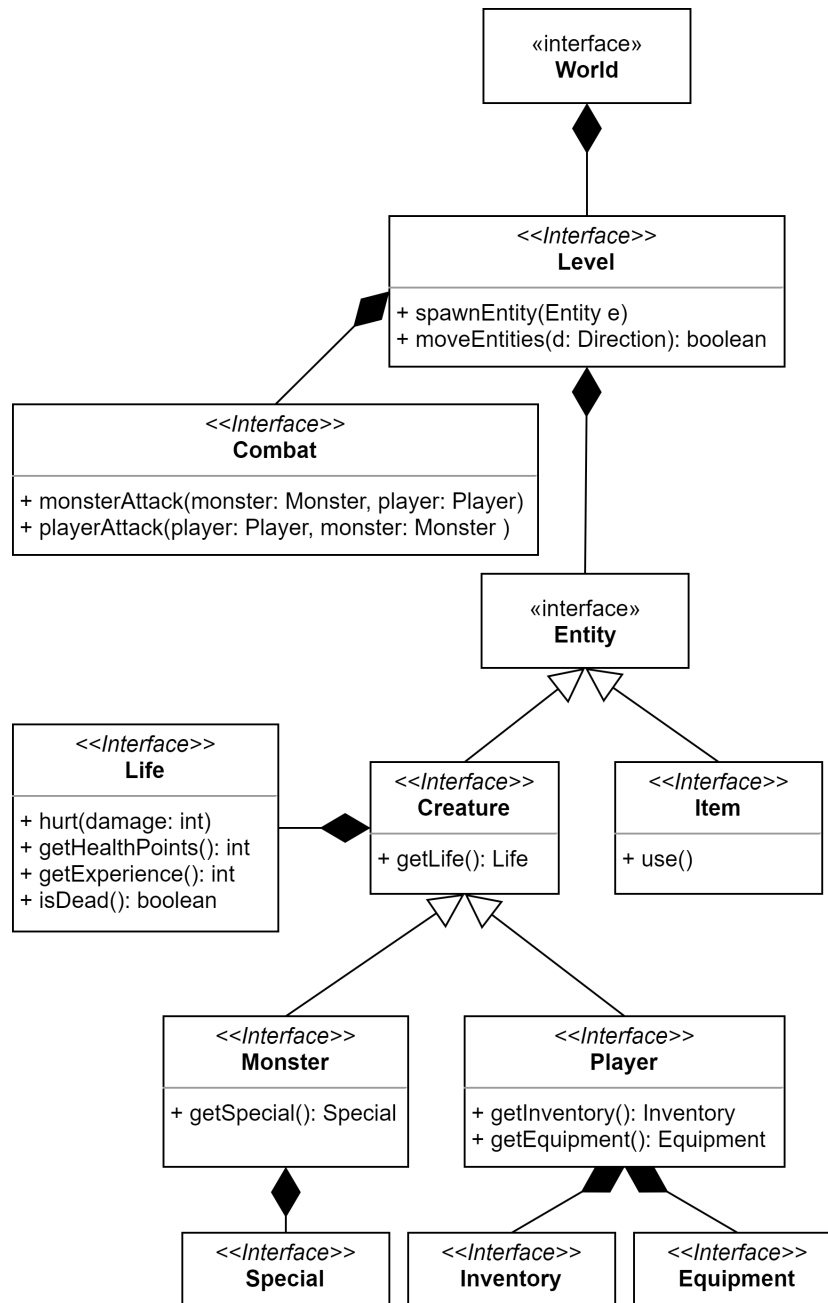 «interface»
World
<<Interface>>
Level
+ spawnEntity(Entity e)
+ moveEntities(d: Direction): boolean
<<Interface>>
Combat
+ monsterAttack(monster: Monster, player: Player)
+ playerAttack(player: Player, monster: Monster )
«interface»
Entity
<<Interface>>
Life
+ hurt(damage: int)
+ getHealthPoints(): int
+ getExperience(): int
+ isDead(): boolean
<<Interface>>
Creature
+ getLife(): Life
<<Interface>>
Item
+ use()
<<Interface>>
Monster
+ getSpecial(): Special
<<Interface>>
Player
+ getInventory(): Inventory
+ getEquipment(): Equipment
<<Interface>>
Special
<<Interface>>
Inventory
<<Interface>>
Equipment